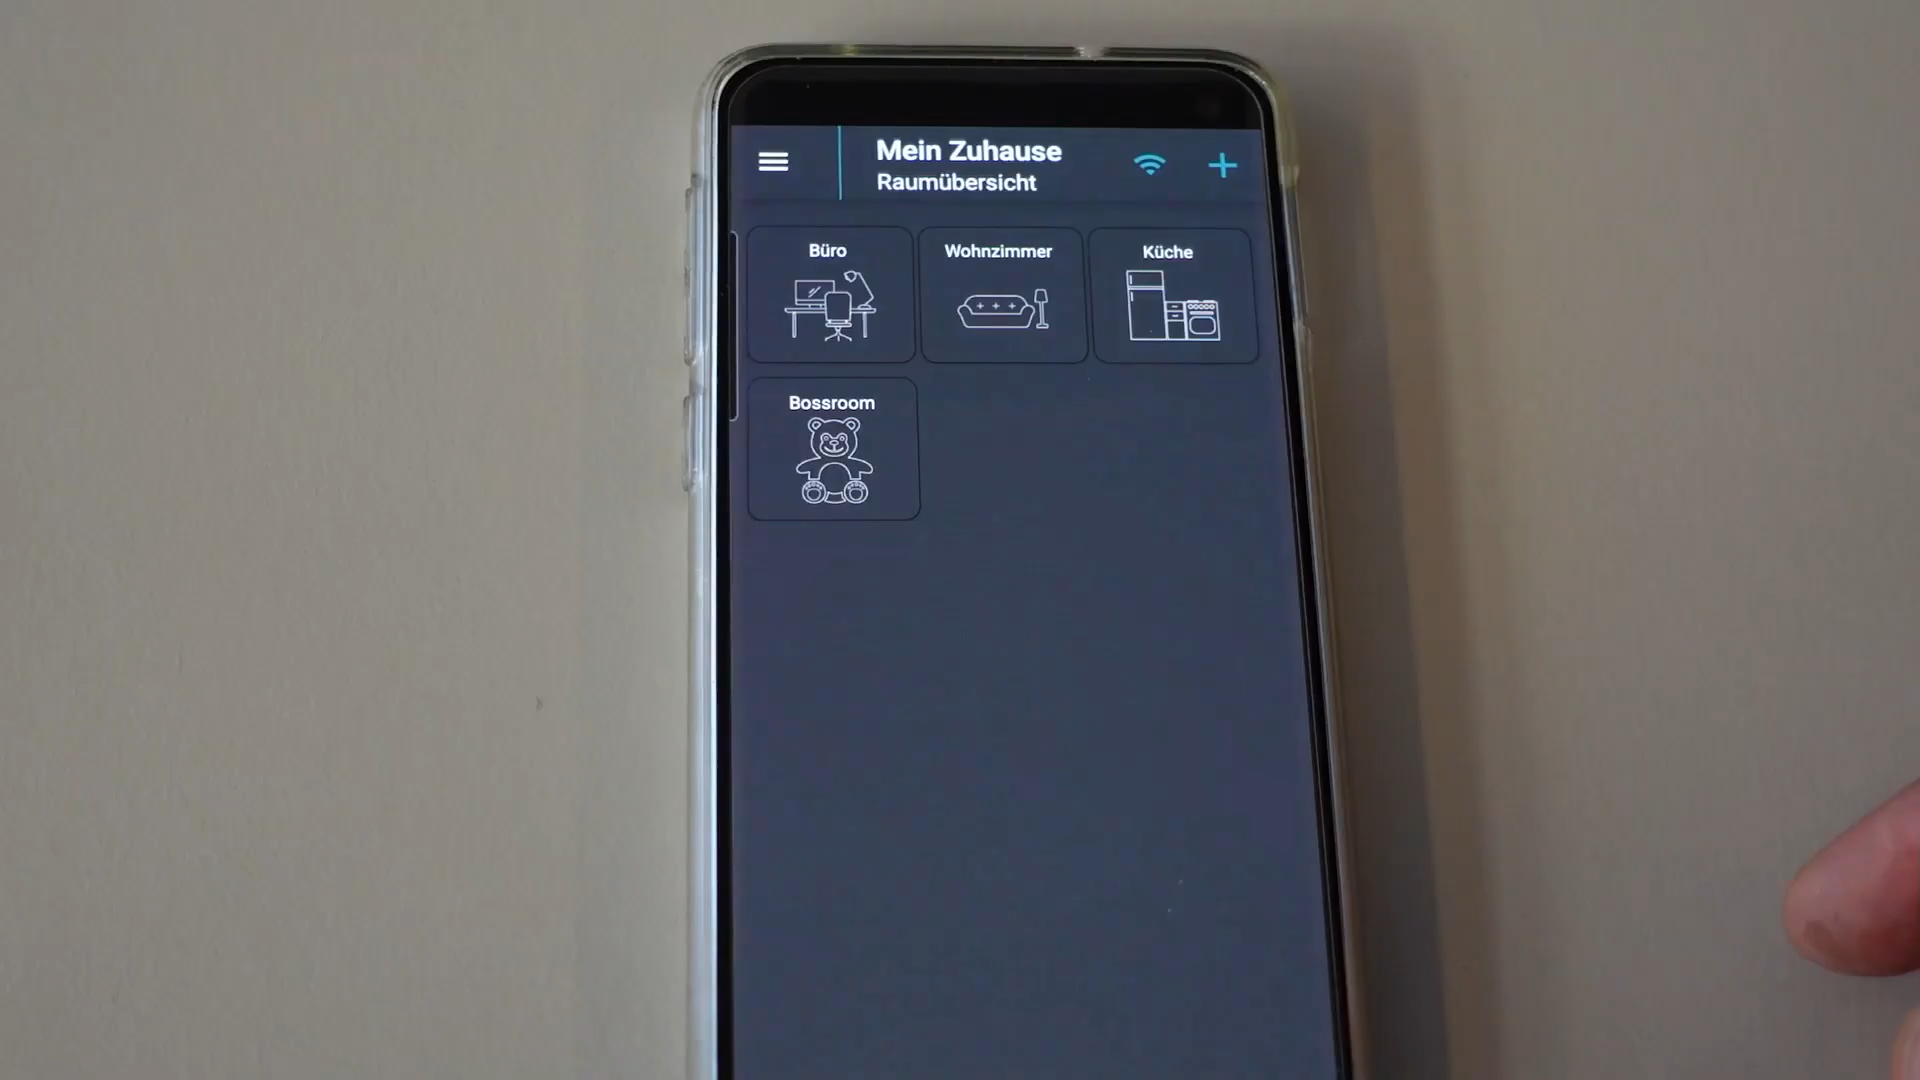 Mein Zuhause
Raumübersicht
Büro
Wohnzimmer
Küche
Bossroom